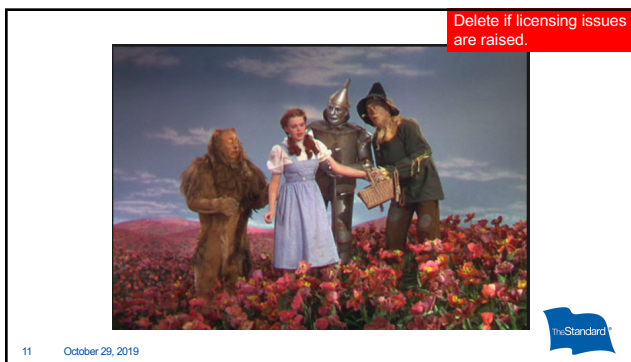 Delete if licensing issues
are raised.
TheStandard®
11 October 29, 2019